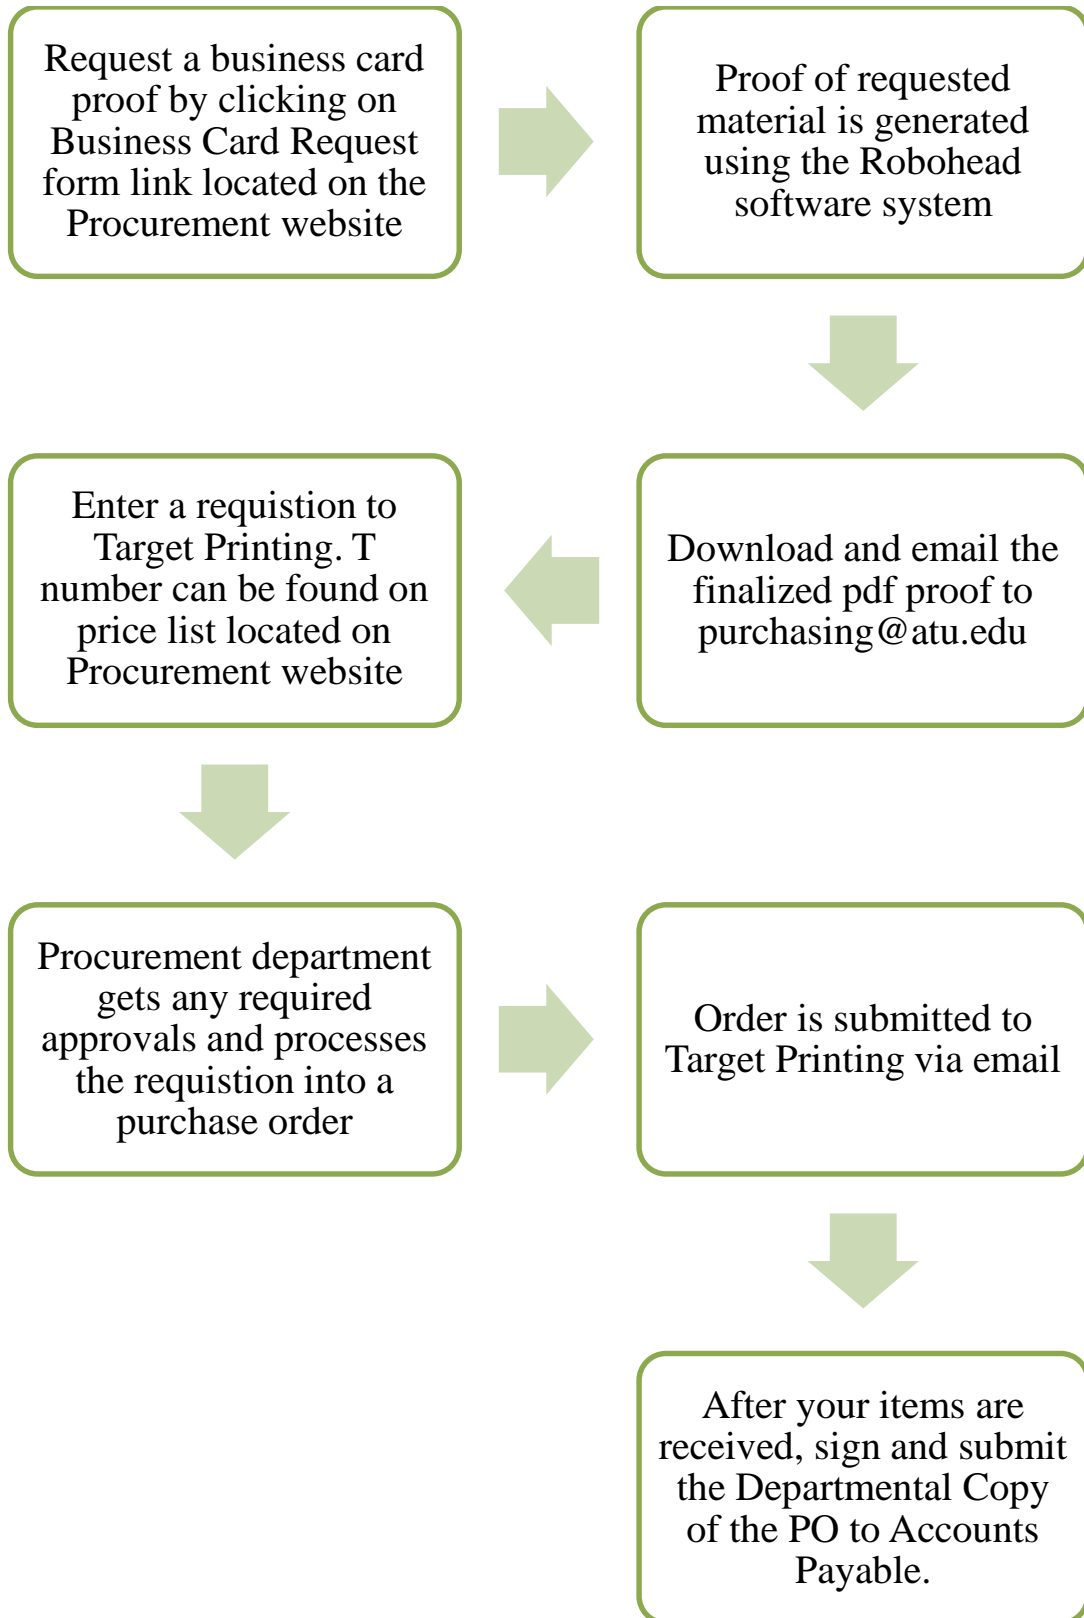 Request a business card
proof by clicking on
Business Card Request
form link located on the
Procurement website
Proof of requested
material is generated
using the Robohead
software system
Download and email the
finalized pdf proof to
purchasing@atu.edu
Enter a requistion to
Target Printing. T
number can be found on
price list located on
Procurement website
Procurement department
gets any required
approvals and processes
the requistion into a
purchase order
Order is submitted to
Target Printing via email
After your items are
received, sign and submit
the Departmental Copy
of the PO to Accounts
Payable.